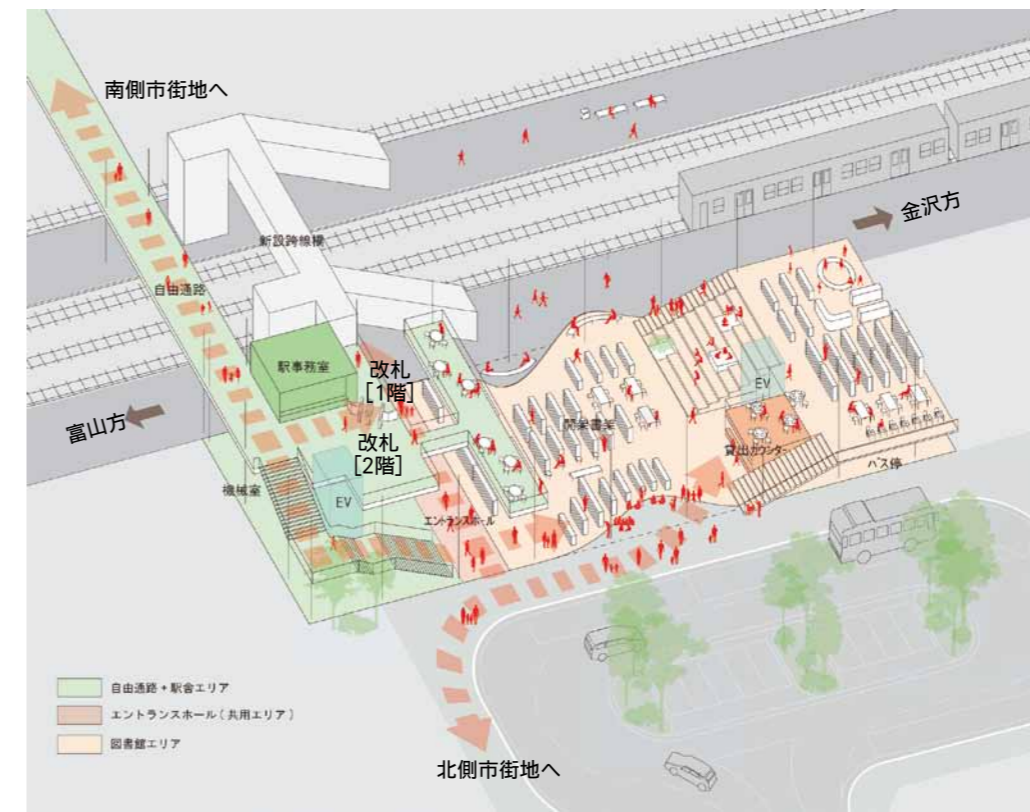 南側市街地へ
金沢方
新設跨線橋
自由通路
駅事務室
改札
[1階]
富山方
改札
[2階]
EV
開架書架
貸出カウンター
バス停
機械室
EV
エントランスホール
自由通路+駅舎エリア
エントランスホール(共用エリア)
図書館エリア
北側市街地へ